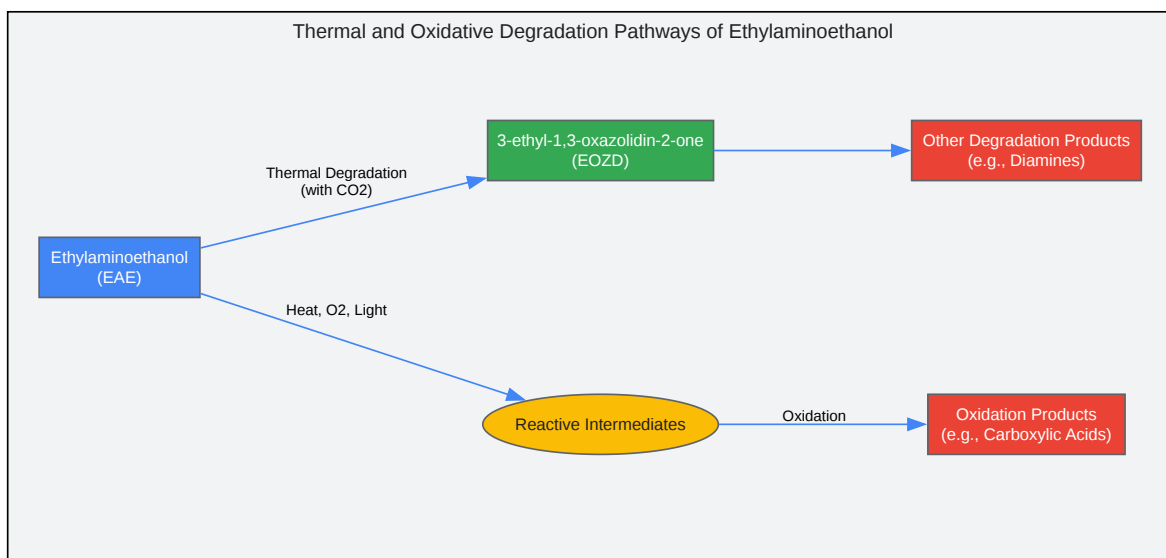 Thermal and Oxidative Degradation Pathways of Ethylaminoethanol
3-ethyl-1,3-oxazolidin-2-one
(EOZD)
Other Degradation Products
(e.g., Diamines)
Thermal Degradation
(with CO2)
Ethylaminoethanol
(EAE)
Heat, O2, Light
Reactive Intermediates
Oxidation
Oxidation Products
(e.g., Carboxylic Acids)